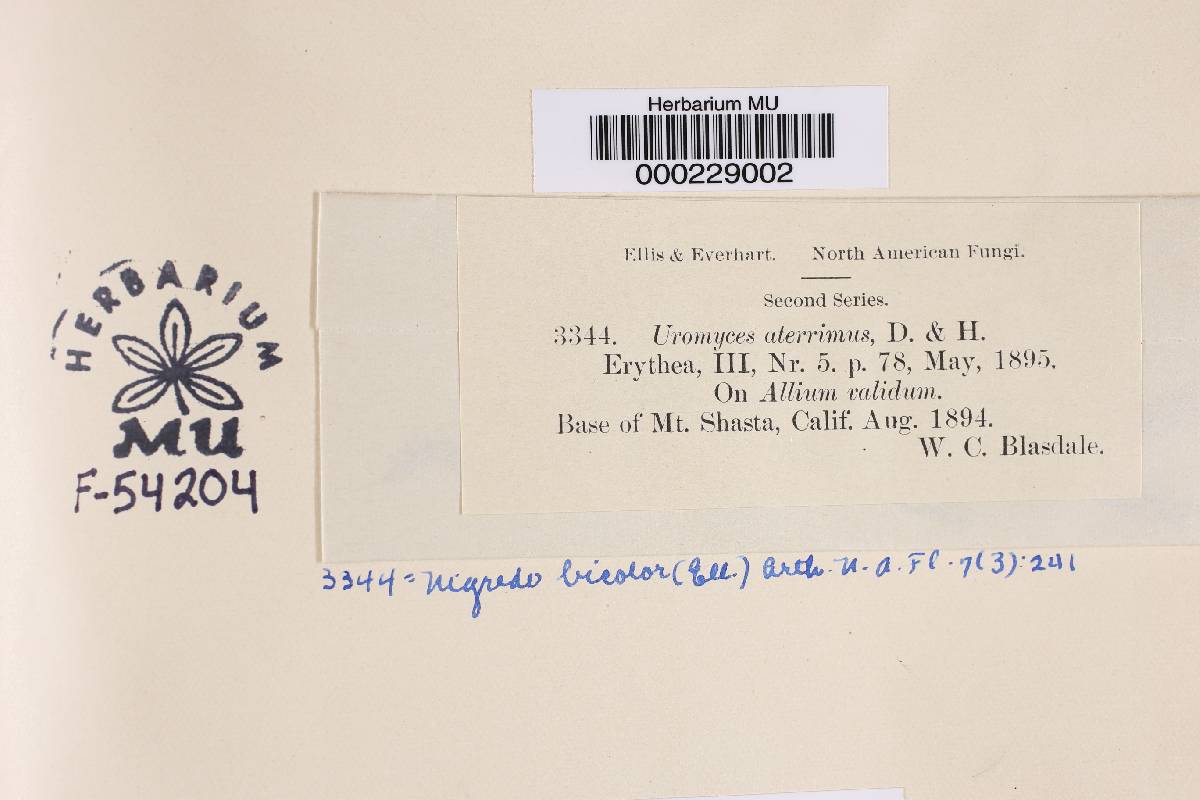 Herbarium MU
000229002
Ellis & Everhart. North American Fungi.
Second Series.
3344. Uromyces aterrimus, D. & H.
Erythea, III, Nr. 5. p. 78, May, 1895.
On Allium validum.
Base of Mt. Shasta, Calif. Aug. 1894.
W. C. Blasdale.
HERBARIUM
MU
F-54204
3344 = Nigredo bicolor (Ell.) Arth. N. A. Fl. 7(3):241